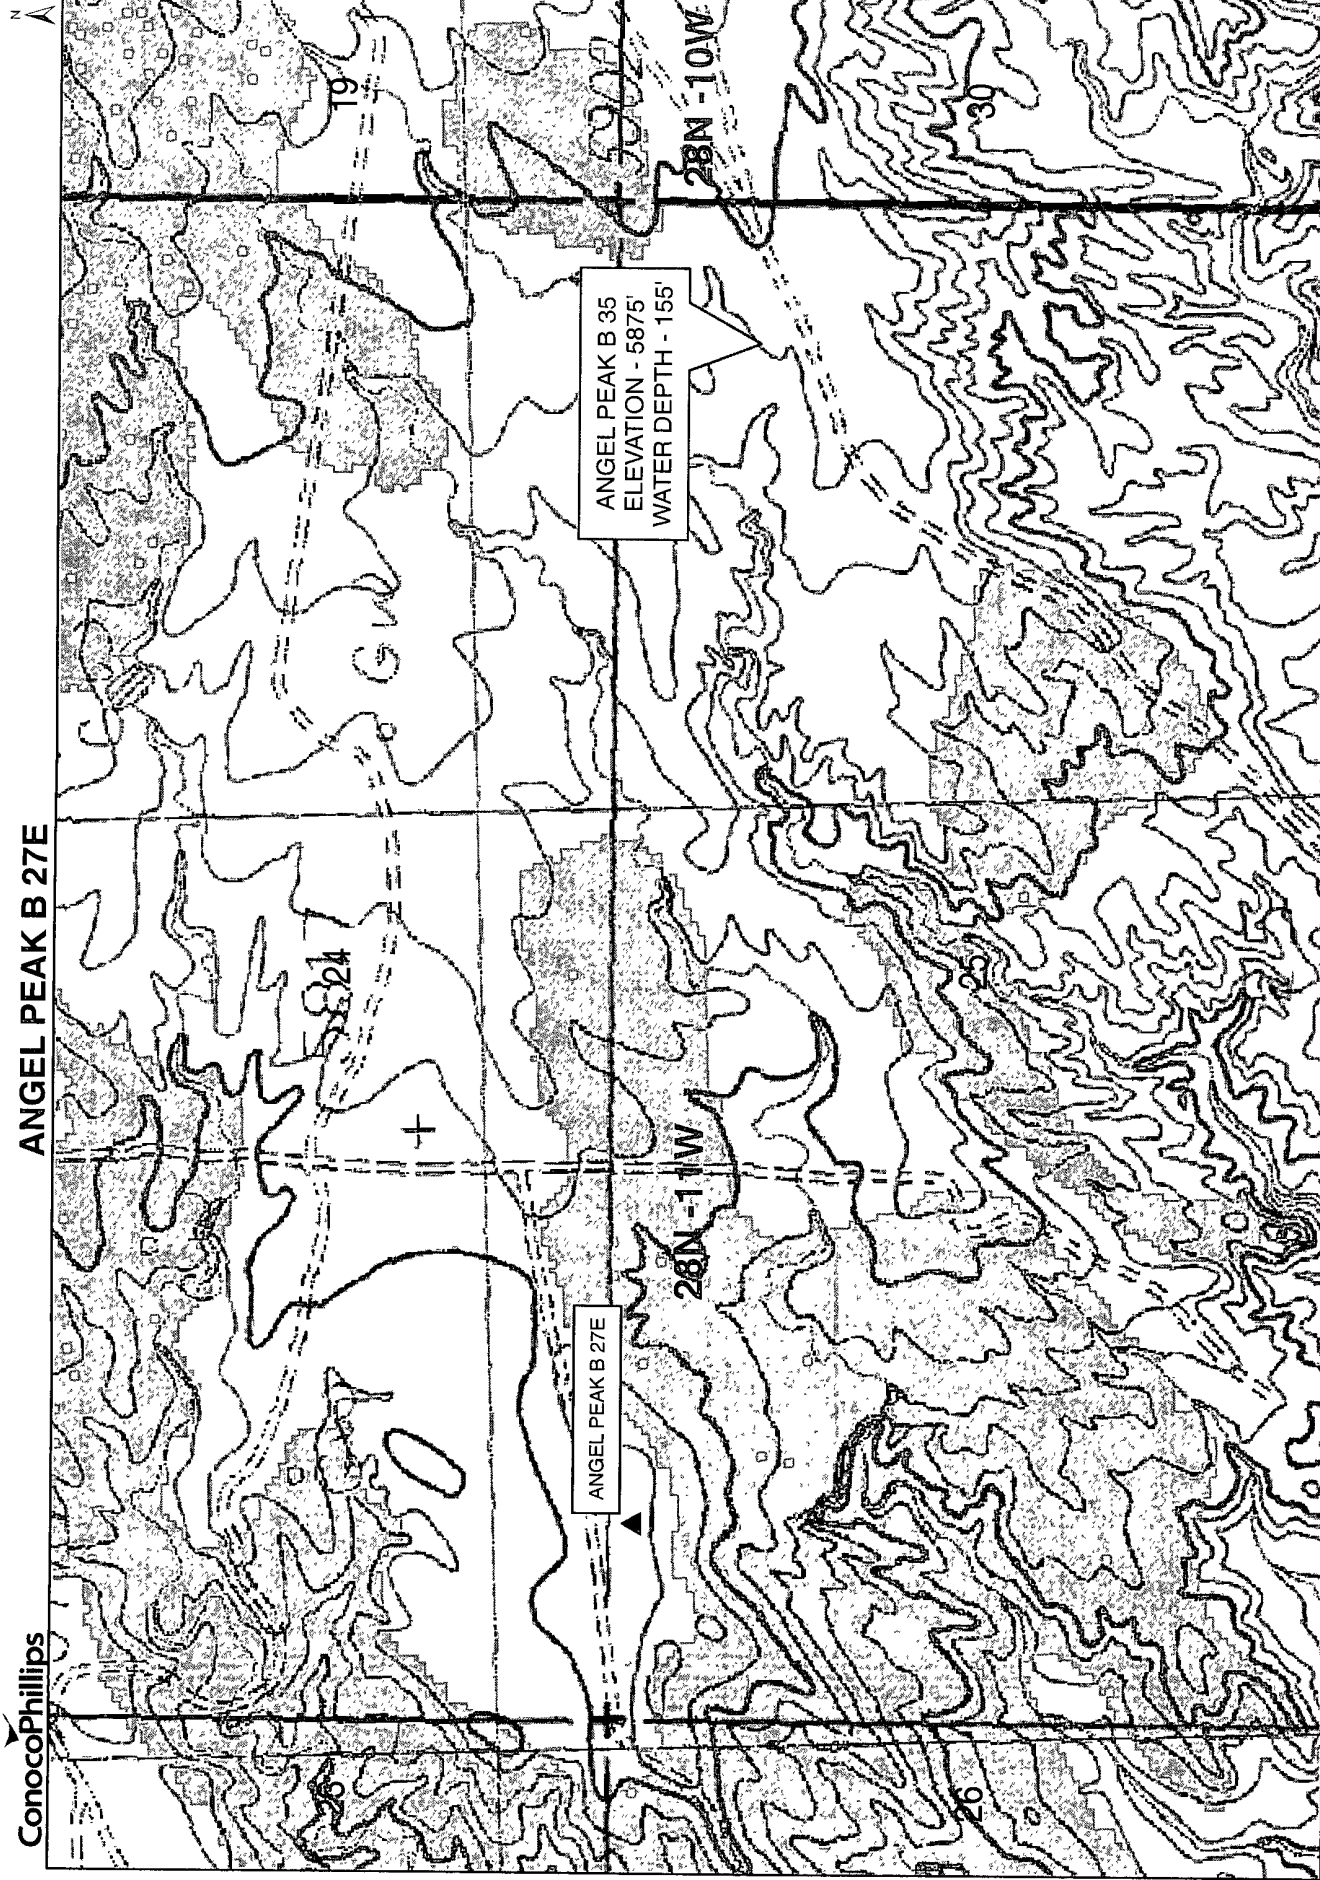 ConocoPhillips
ANGEL PEAK B 27E
N
19
24
5781
28N -10W
ANGEL PEAK B 35
ELEVATION - 5875'
WATER DEPTH - 155'
28N -11W
ANGEL PEAK B 27E
30
25
26